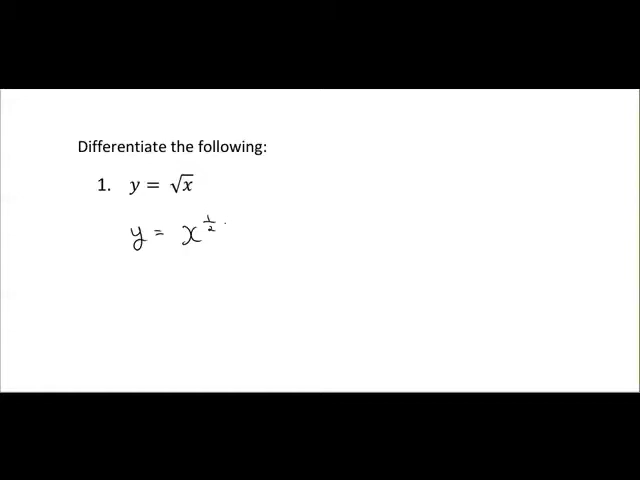 Differentiate the following:
1. y = √x
y = x^(1/2)